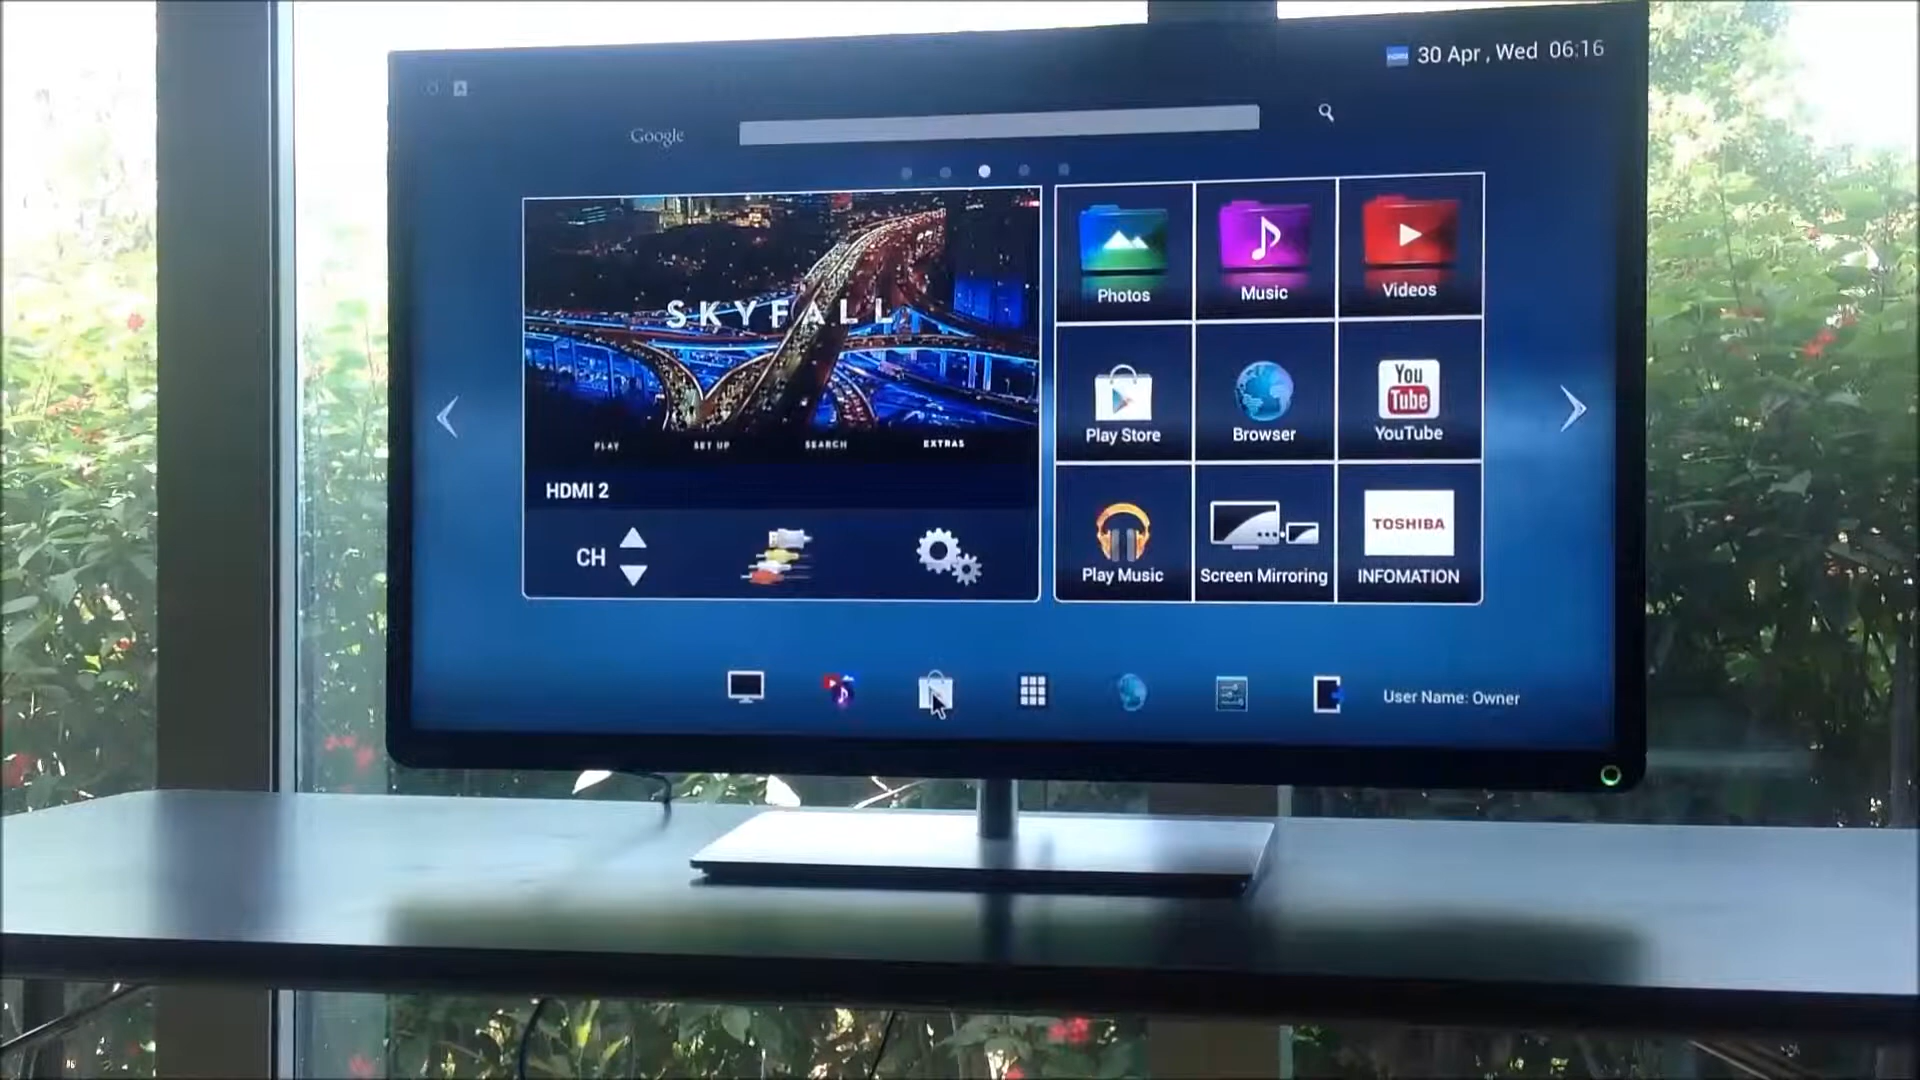 30 Apr , Wed 06:16
Google
SKYFALL
PLAY SET UP SEARCH EXTRAS
HDMI 2
CH
Photos Music Videos
You
Tube
Play Store Browser YouTube
TOSHIBA
Play Music Screen Mirroring INFOMATION
User Name: Owner